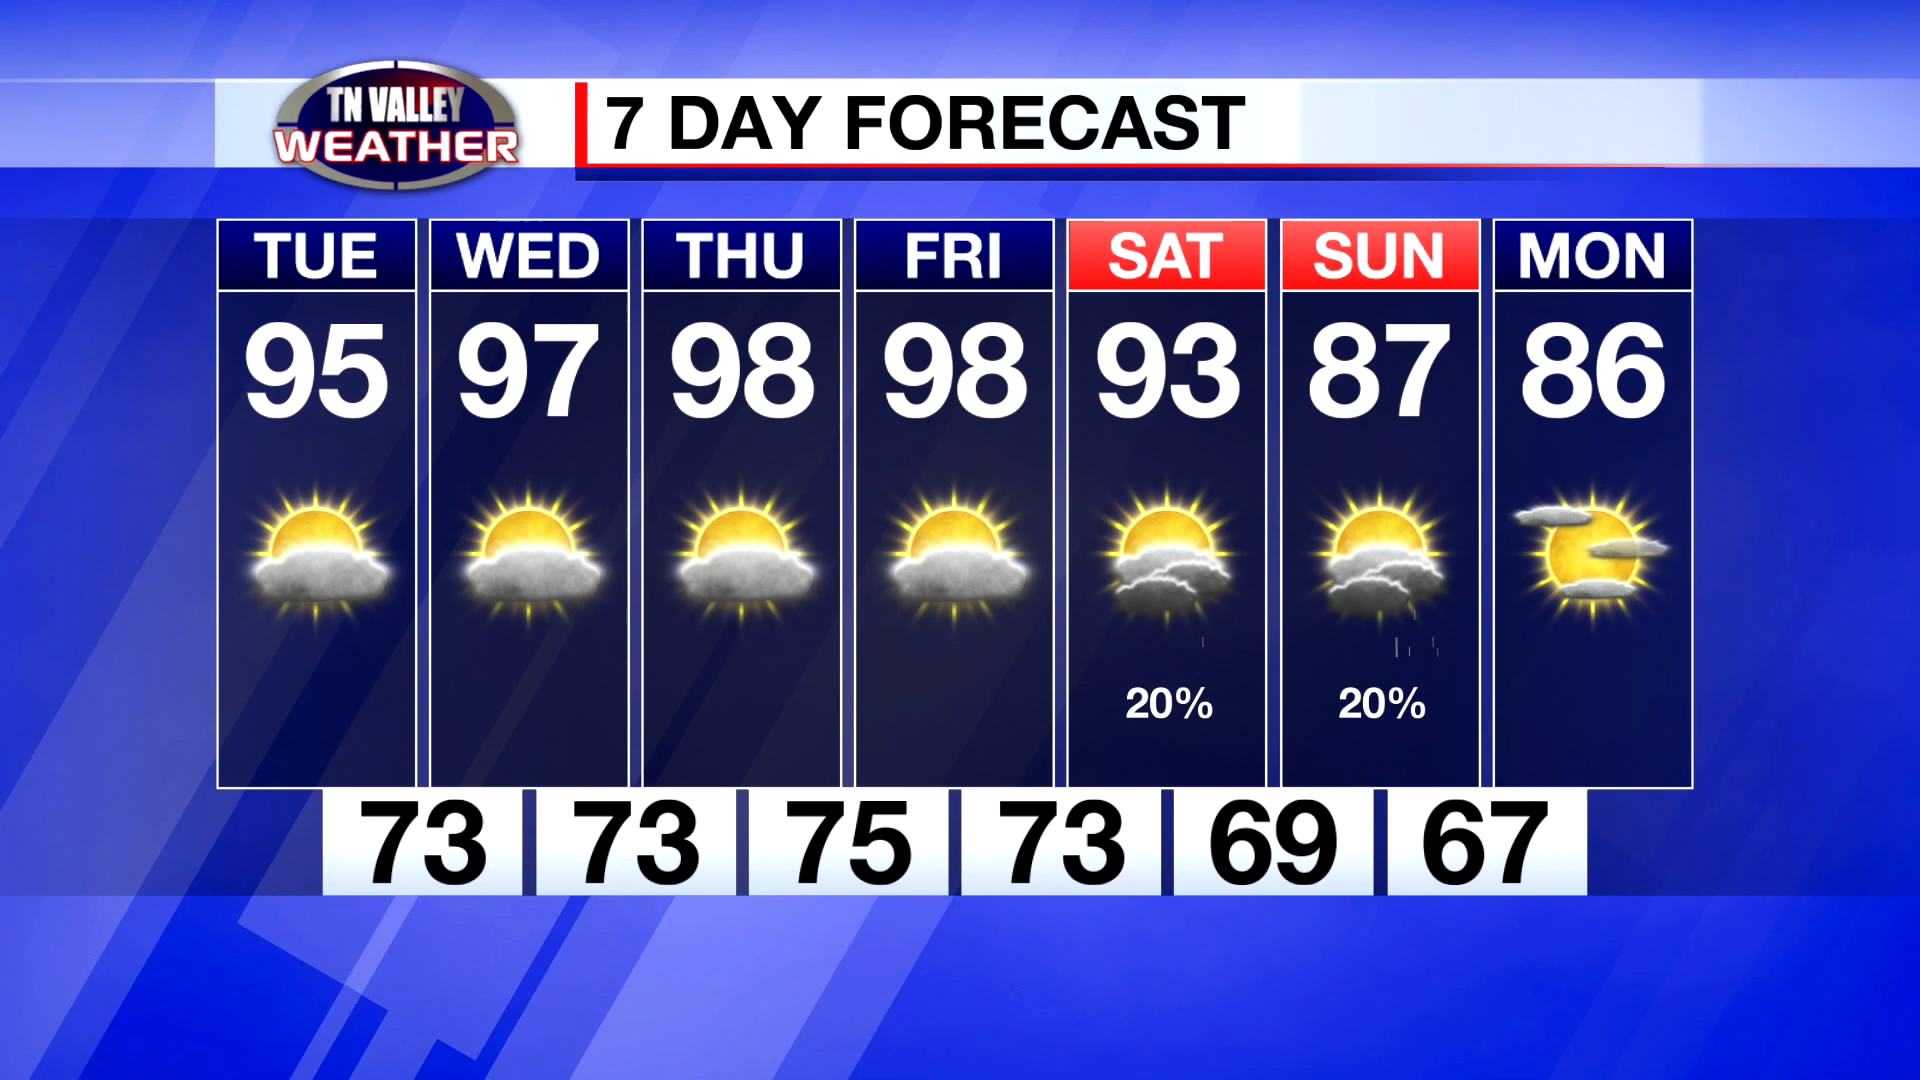 TN VALLEY
WEATHER
7 DAY FORECAST
TUE WED THU FRI SAT SUN MON
95 97 98 98 93 87 86
20% 20%
73 73 75 73 69 67